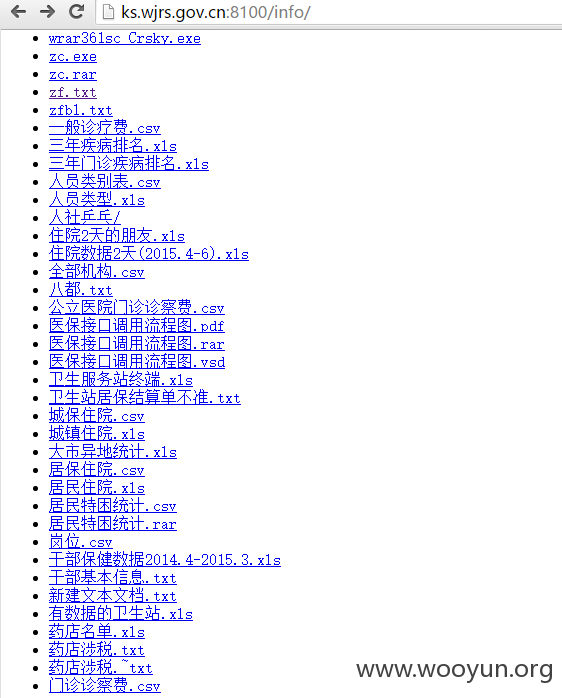 ks.wjrs.gov.cn:8100/info/
wrar361sc_Crsky.exe
zc.exe
zc.rar
zf.txt
zfbl.txt
一般诊疗费.csv
三年疾病排名.xls
三年门诊疾病排名.xls
人员类别表.csv
人员类型.xls
人社乒乓/
住院2天的朋友.xls
住院数据2天(2015.4-6).xls
全部机构.csv
八都.txt
公立医院门诊诊察费.csv
医保接口调用流程图.pdf
医保接口调用流程图.rar
医保接口调用流程图.vsd
卫生服务站终端.xls
卫生站居保结算单不准.txt
城保住院.csv
城镇住院.xls
大市异地统计.xls
居保住院.csv
居民住院.xls
居民特困统计.csv
居民特困统计.rar
岗位.csv
干部保健数据2014.4-2015.3.xls
干部基本信息.txt
新建文本文档.txt
有数据的卫生站.xls
药店名单.xls
药店涉税.txt
药店涉税.~txt
门诊诊察费.csv
www.wooyun.org